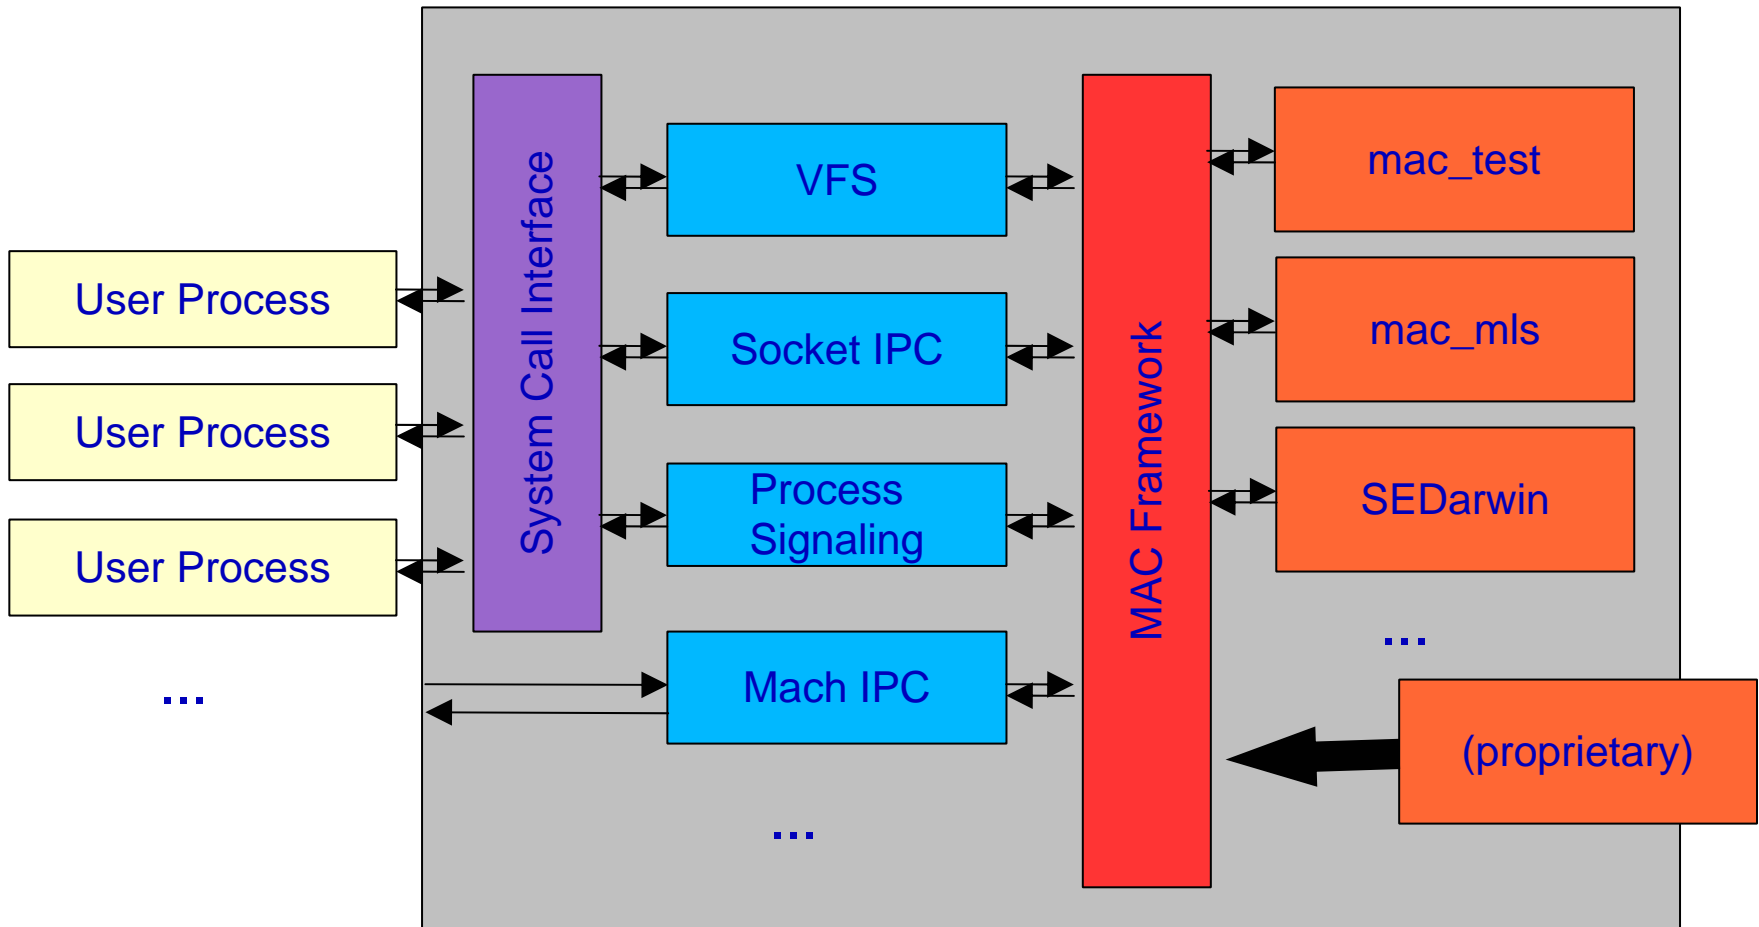 User Process
User Process
User Process
...
System Call Interface
VFS
Socket IPC
Process
Signaling
Mach IPC
...
MAC Framework
mac_test
mac_mls
SEDarwin
...
(proprietary)